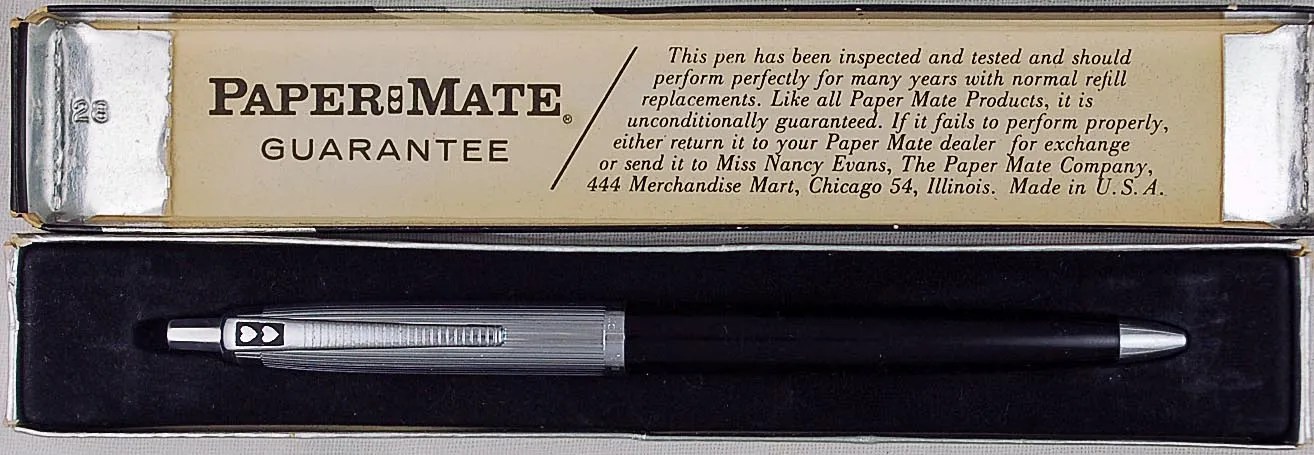 28
PAPER MATE®
GUARANTEE
This pen has been inspected and tested and should
perform perfectly for many years with normal refill
replacements. Like all Paper Mate Products, it is
unconditionally guaranteed. If it fails to perform properly,
either return it to your Paper Mate dealer for exchange
or send it to Miss Nancy Evans, The Paper Mate Company,
444 Merchandise Mart, Chicago 54, Illinois. Made in U.S.A.